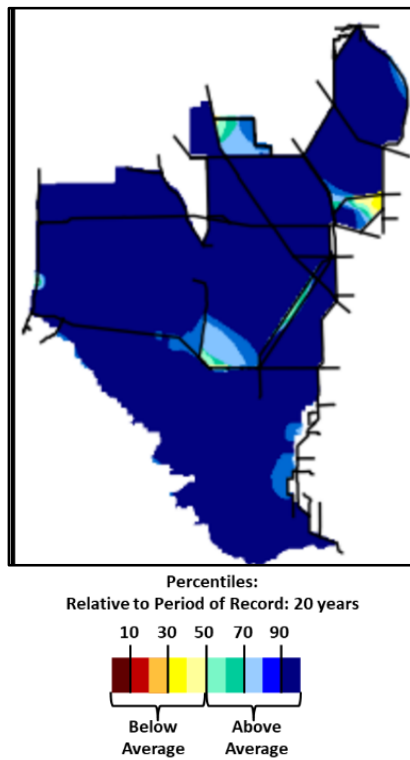 Percentiles:
Relative to Period of Record: 20 years
10 30 50 70 90
Below Above
Average Average